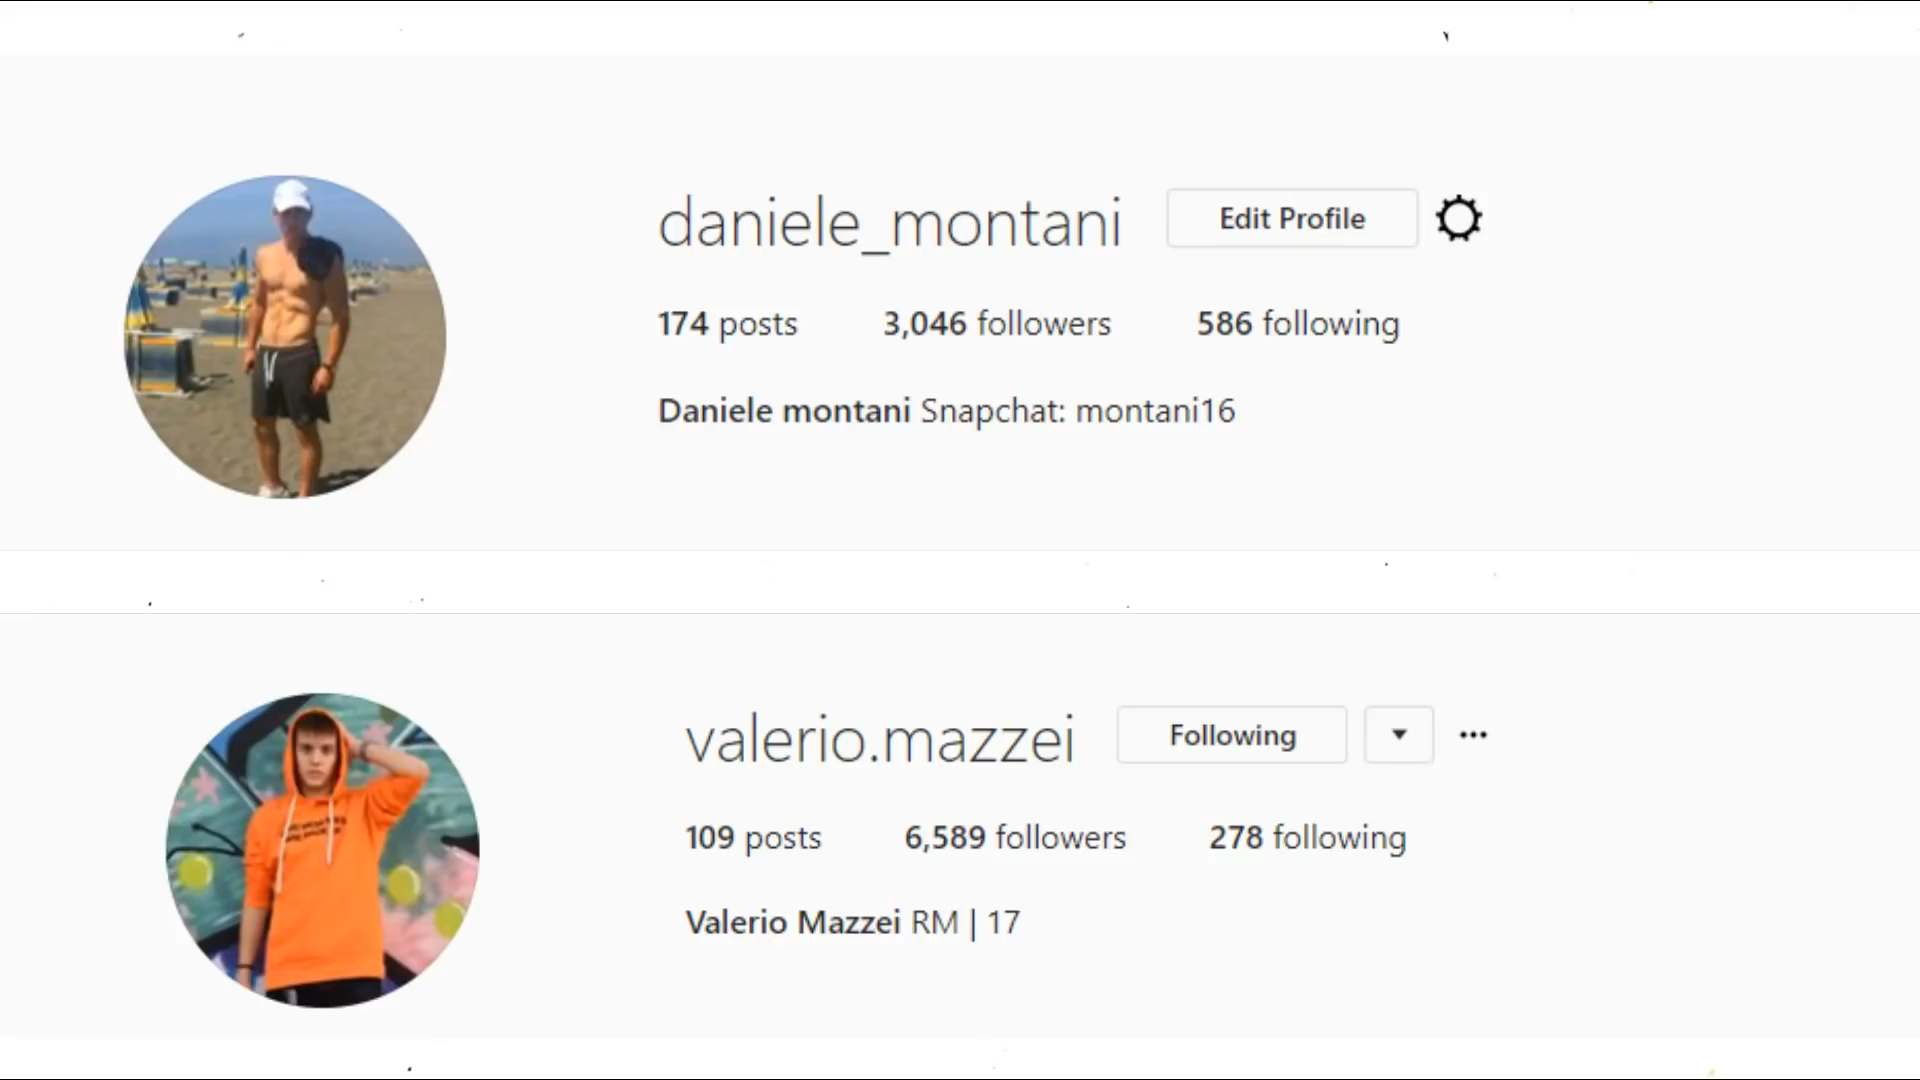 daniele_montani Edit Profile
174 posts 3,046 followers 586 following
Daniele montani Snapchat: montani16
valerio.mazzei Following
109 posts 6,589 followers 278 following
Valerio Mazzei RM | 17